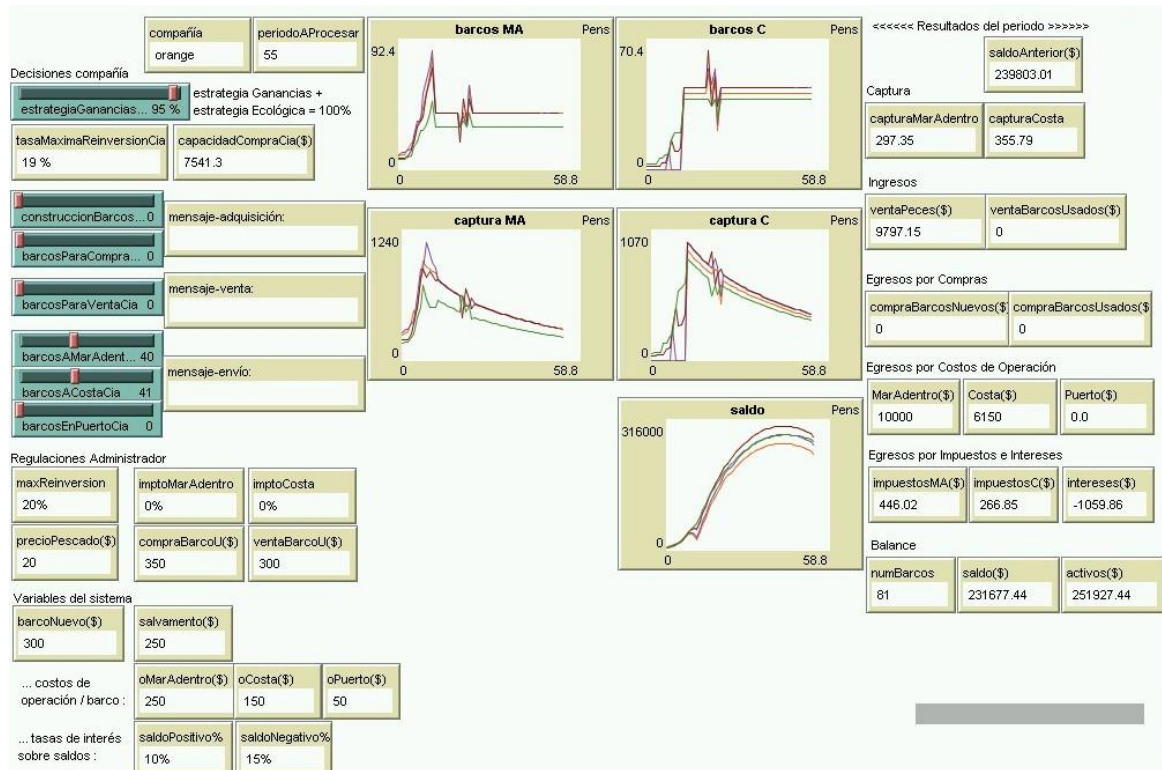 compañía
orange
periodoAProcesar
55
Decisiones compañía
estrategiaGanancias... 95 %
estrategia Ganancias +
estrategia Ecológica = 100%
tasaMaximaReinversionCia
19 %
capacidadCompraCia($)
7541.3
construccionBarcos... 0
barcosParaCompra... 0
mensaje-adquisición:
barcosParaVentaCia 0
mensaje-venta:
barcosAMarAdent... 40
barcosACostaCia 41
barcosEnPuertoCia 0
mensaje-envío:
Regulaciones Administrador
maxReinversion
20%
imptoMarAdentro
0%
imptoCosta
0%
precioPescado($)
20
compraBarcoU($)
350
ventaBarcoU($)
300
Variables del sistema
barcoNuevo($)
300
salvamento($)
250
... costos de
operación / barco :
oMarAdentro($)
250
oCosta($)
150
oPuerto($)
50
... tasas de interés
sobre saldos :
saldoPositivo%
10%
saldoNegativo%
15%
barcos MA
Pens
92.4
0
0
58.8
barcos C
Pens
70.4
0
0
58.8
captura MA
Pens
1240
0
0
58.8
captura C
Pens
1070
0
0
58.8
saldo
Pens
316000
0
0
58.8
<<<<<< Resultados del periodo >>>>>>
saldoAnterior($)
239803.01
Captura
capturaMarAdentro
297.35
capturaCosta
355.79
Ingresos
ventaPeces($)
9797.15
ventaBarcosUsados($)
0
Egresos por Compras
compraBarcosNuevos($)
0
compraBarcosUsados($
0
Egresos por Costos de Operación
MarAdentro($)
10000
Costa($)
6150
Puerto($)
0.0
Egresos por Impuestos e Intereses
impuestosMA($)
446.02
impuestosC($)
266.85
intereses($)
-1059.86
Balance
numBarcos
81
saldo($)
231677.44
activos($)
251927.44